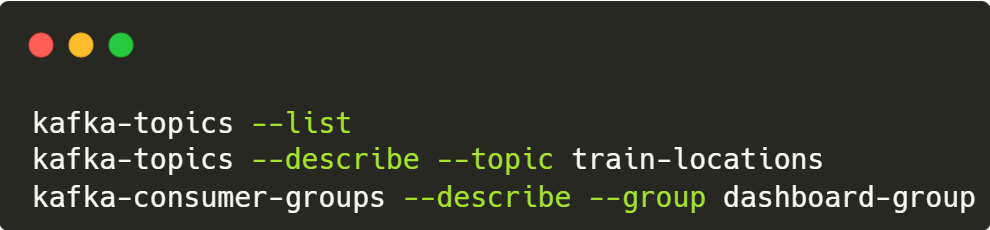 kafka-topics --list
kafka-topics --describe --topic train-locations
kafka-consumer-groups --describe --group dashboard-group